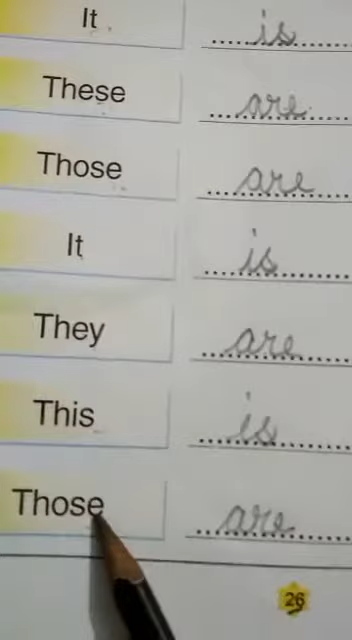 It is
These are
Those are
It is
They are
This is
Those are
26